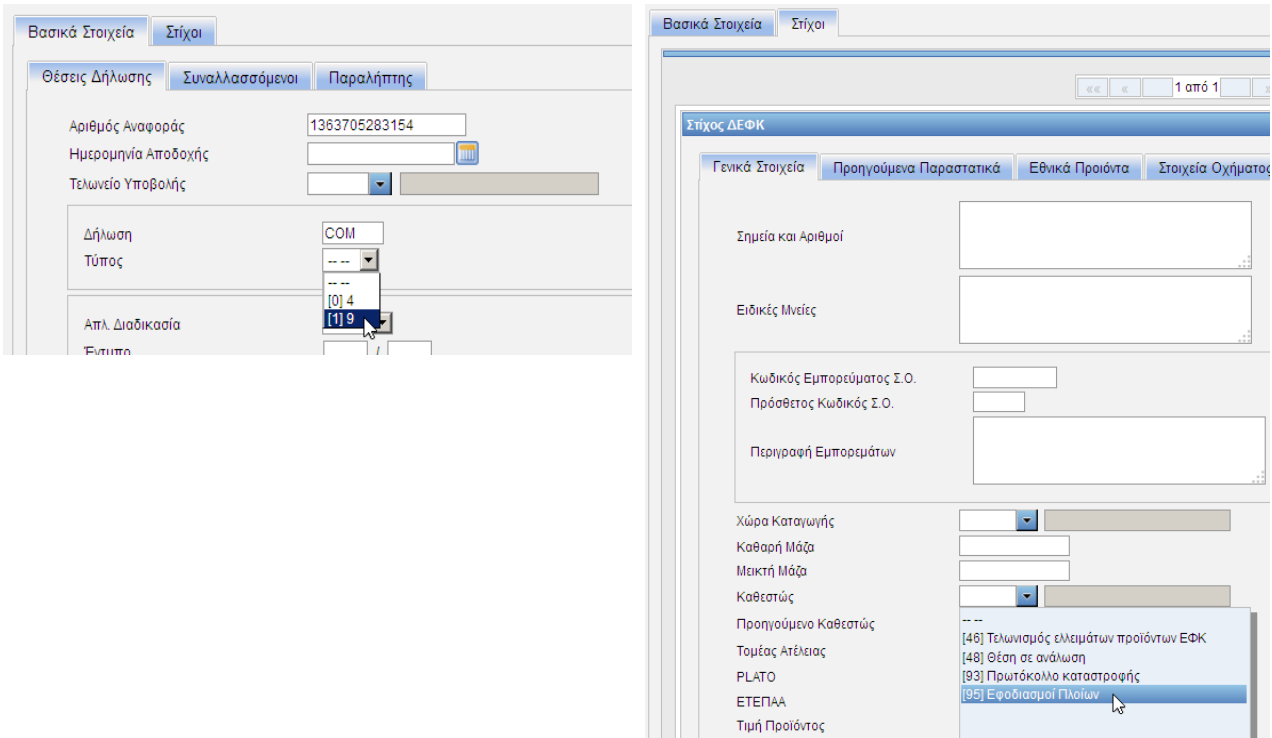 Βασικά Στοιχεία Στίχοι
Θέσεις Δήλωσης Συναλλασσόμενοι Παραλήπτης
Αριθμός Αναφοράς 1363705283154
Ημερομηνία Αποδοχής
Τελωνείο Υποβολής
Δήλωση COM
Τύπος -- --
-- --
[0] 4
[1] 9
Απλ. Διαδικασία
Έντυπο /
Βασικά Στοιχεία Στίχοι
«« « 1 από 1 »
Στίχος ΔΕΦΚ
Γενικά Στοιχεία Προηγούμενα Παραστατικά Εθνικά Προιόντα Στοιχεία Οχήματος
Σημεία και Αριθμοί
Ειδικές Μνείες
Κωδικός Εμπορεύματος Σ.Ο.
Πρόσθετος Κωδικός Σ.Ο.
Περιγραφή Εμπορεμάτων
Χώρα Καταγωγής
Καθαρή Μάζα
Μεικτή Μάζα
Καθεστώς
Προηγούμενο Καθεστώς -- --
[46] Τελωνισμός ελλειμάτων προϊόντων ΕΦΚ
Τομέας Ατέλειας
[48] Θέση σε ανάλωση
PLATO [93] Πρωτόκολλο καταστροφής
ΕΤΕΠΑΑ [95] Εφοδιασμοί Πλοίων
Τιμή Προϊόντος